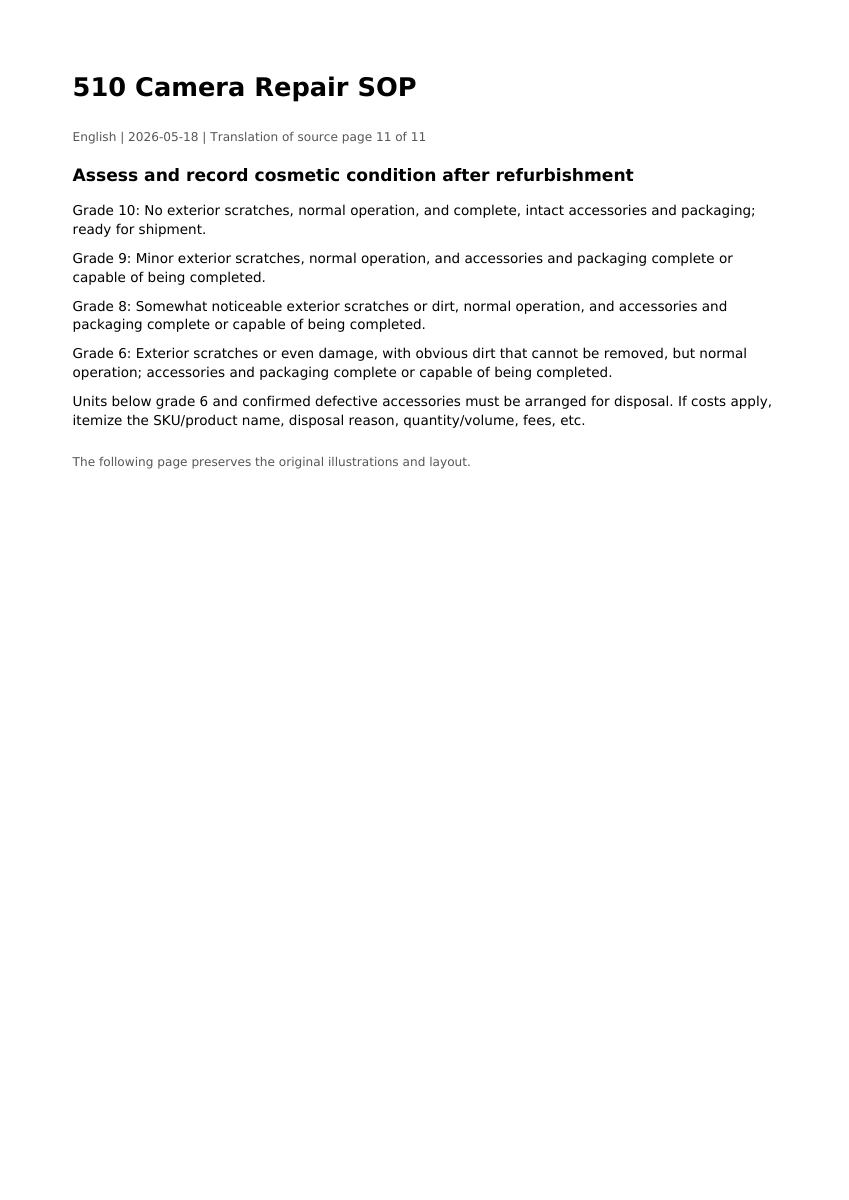 510 Camera Repair SOP
English | 2026-05-18 | Translation of source page 11 of 11
Assess and record cosmetic condition after refurbishment
Grade 10: No exterior scratches, normal operation, and complete, intact accessories and packaging;
ready for shipment.
Grade 9: Minor exterior scratches, normal operation, and accessories and packaging complete or
capable of being completed.
Grade 8: Somewhat noticeable exterior scratches or dirt, normal operation, and accessories and
packaging complete or capable of being completed.
Grade 6: Exterior scratches or even damage, with obvious dirt that cannot be removed, but normal
operation; accessories and packaging complete or capable of being completed.
Units below grade 6 and confirmed defective accessories must be arranged for disposal. If costs apply,
itemize the SKU/product name, disposal reason, quantity/volume, fees, etc.
The following page preserves the original illustrations and layout.